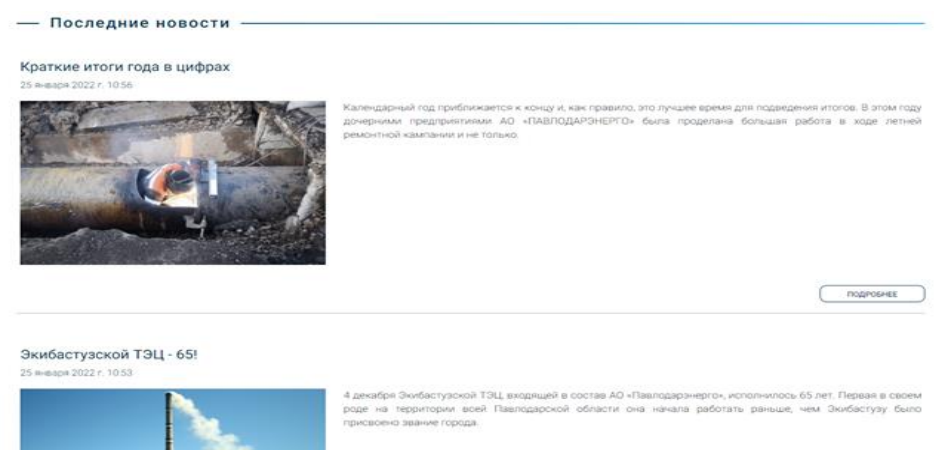 Последние новости
Краткие итоги года в цифрах
25 января 2022 г. 10:56
Календарный год приближается к концу и, как правило, это лучшее время для подведения итогов. В этом году
дочерними предприятиями АО «ПАВЛОДАРЭНЕРГО» была проделана большая работа в ходе летней
ремонтной кампании и не только.
ПОДРОБНЕЕ
Экибастузской ТЭЦ - 65!
25 января 2022 г. 10:53
4 декабря Экибастузской ТЭЦ, входящей в состав АО «Павлодарэнерго», исполнилось 65 лет. Первая в своем
роде на территории всей Павлодарской области она начала работать раньше, чем Экибастузу было
присвоено звание города.